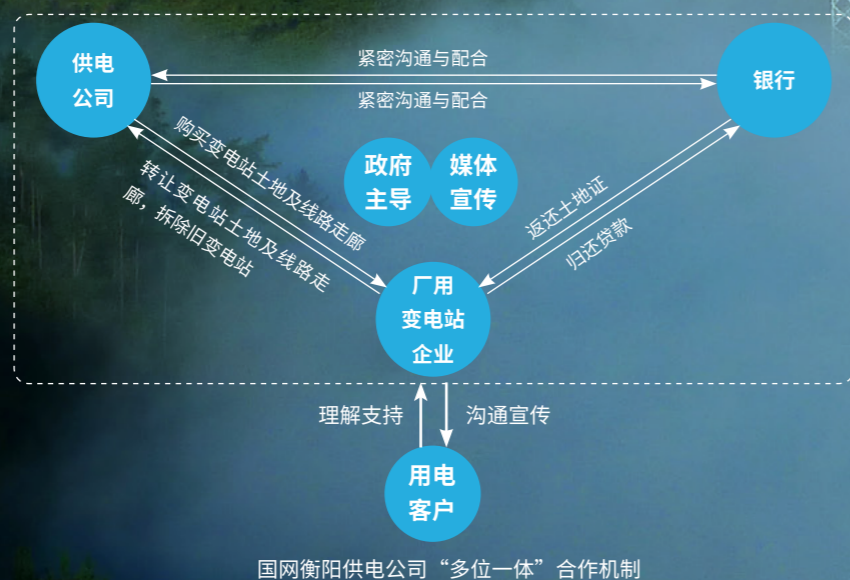 供电
公司
紧密沟通与配合
紧密沟通与配合
银行
购买变电站土地及线路走廊
转让变电站土地及线路走
廊，拆除旧变电站
政府
主导
媒体
宣传
返还土地证
归还贷款
厂用
变电站
企业
理解支持
沟通宣传
用电
客户
国网衡阳供电公司“多位一体”合作机制